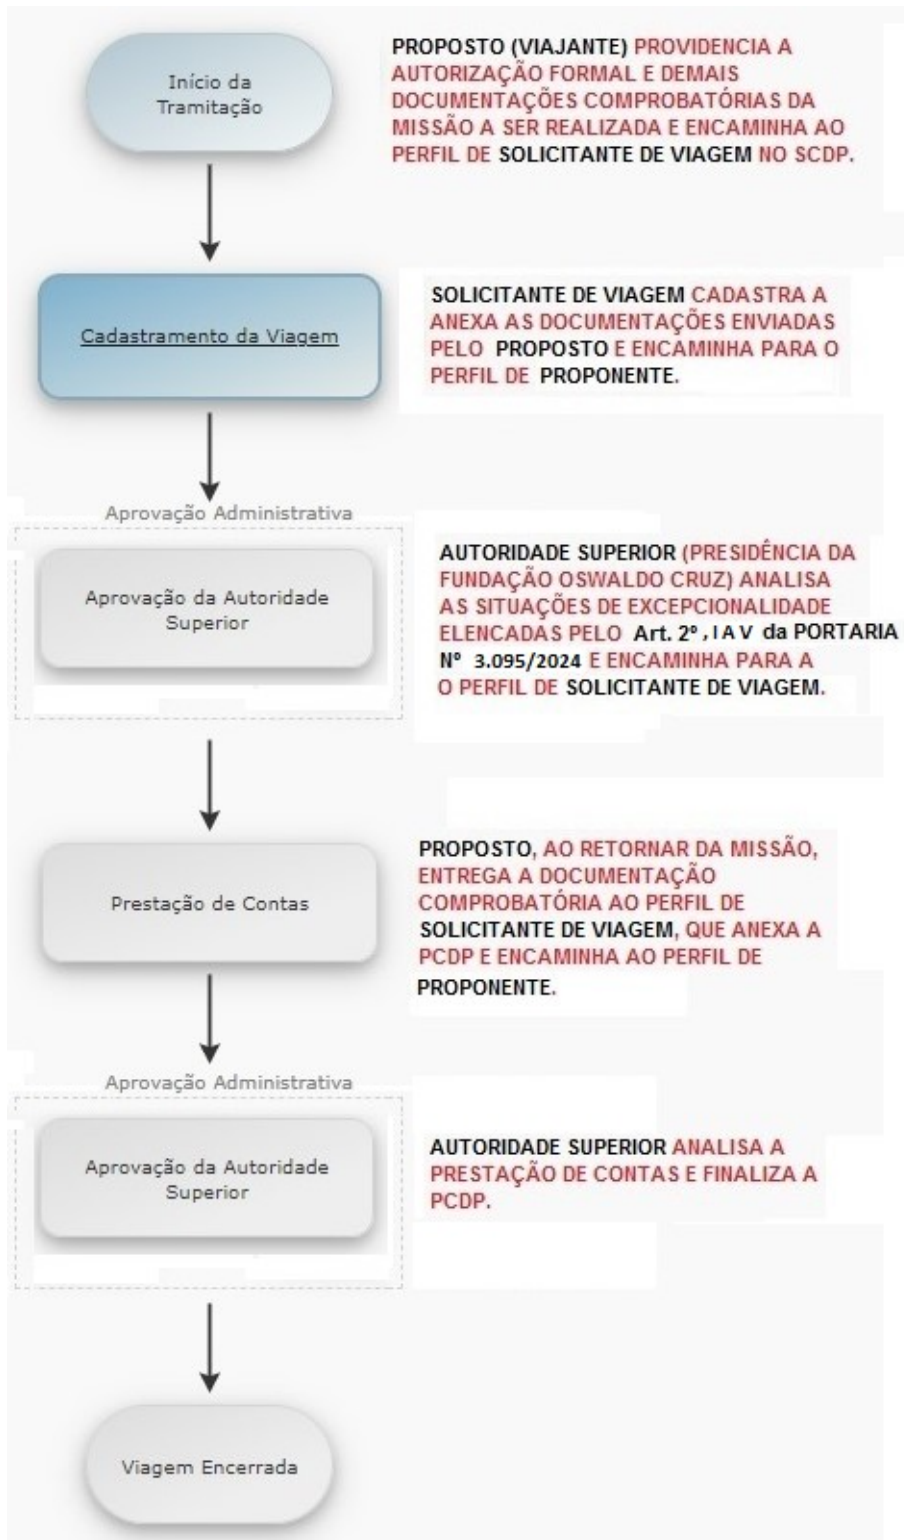 Início da
Tramitação
PROPOSTO (VIAJANTE) PROVIDENCIA A
AUTORIZAÇÃO FORMAL E DEMAIS
DOCUMENTAÇÕES COMPROBATÓRIAS DA
MISSÃO A SER REALIZADA E ENCAMINHA AO
PERFIL DE SOLICITANTE DE VIAGEM NO SCDP.
Cadastramento da Viagem
SOLICITANTE DE VIAGEM CADASTRA A
ANEXA AS DOCUMENTAÇÕES ENVIADAS
PELO PROPOSTO E ENCAMINHA PARA O
PERFIL DE PROPONENTE.
Aprovação Administrativa
Aprovação da Autoridade
Superior
AUTORIDADE SUPERIOR (PRESIDÊNCIA DA
FUNDAÇÃO OSWALDO CRUZ) ANALISA
AS SITUAÇÕES DE EXCEPCIONALIDADE
ELENCADAS PELO Art. 2º , I A V da PORTARIA
Nº 3.095/2024 E ENCAMINHA PARA A
O PERFIL DE SOLICITANTE DE VIAGEM.
Prestação de Contas
PROPOSTO, AO RETORNAR DA MISSÃO,
ENTREGA A DOCUMENTAÇÃO
COMPROBATÓRIA AO PERFIL DE
SOLICITANTE DE VIAGEM, QUE ANEXA A
PCDP E ENCAMINHA AO PERFIL DE
PROPONENTE.
Aprovação Administrativa
Aprovação da Autoridade
Superior
AUTORIDADE SUPERIOR ANALISA A
PRESTAÇÃO DE CONTAS E FINALIZA A
PCDP.
Viagem Encerrada